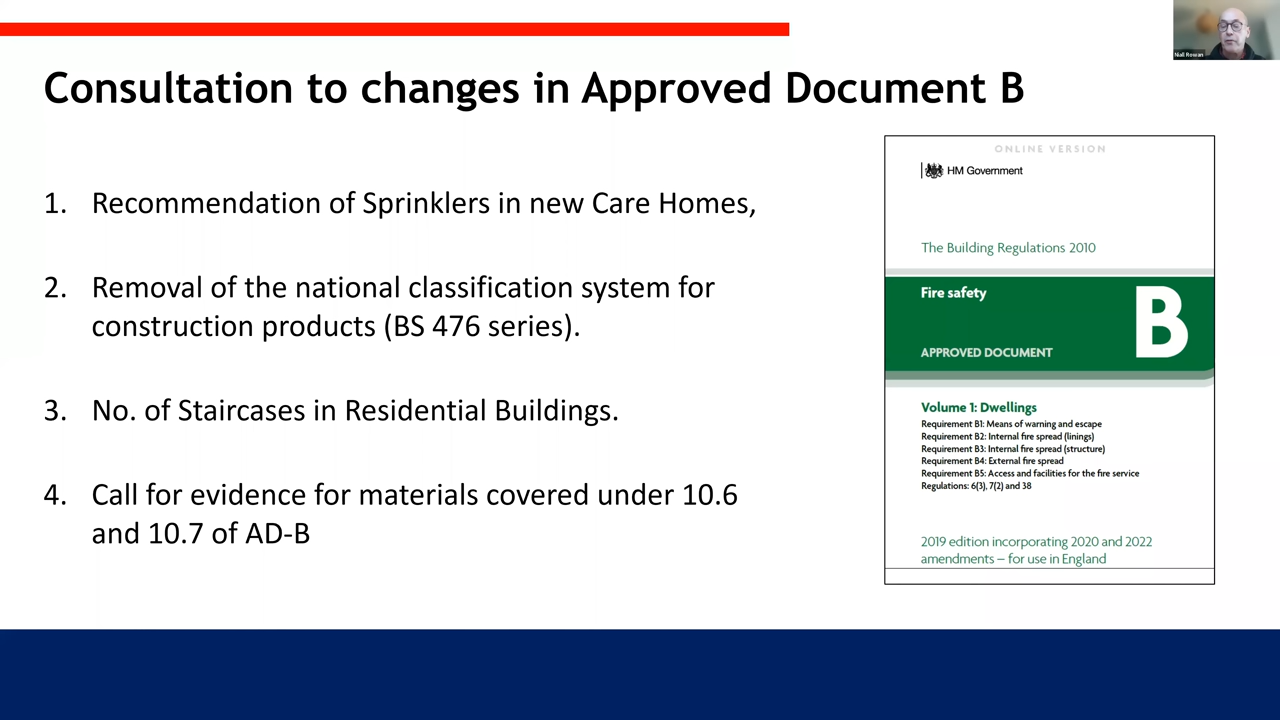 Niall Rowan
Consultation to changes in Approved Document B
1. Recommendation of Sprinklers in new Care Homes,
2. Removal of the national classification system for
construction products (BS 476 series).
3. No. of Staircases in Residential Buildings.
4. Call for evidence for materials covered under 10.6
and 10.7 of AD-B
ONLINE VERSION
HM Government
The Building Regulations 2010
Fire safety
B
APPROVED DOCUMENT
Volume 1: Dwellings
Requirement B1: Means of warning and escape
Requirement B2: Internal fire spread (linings)
Requirement B3: Internal fire spread (structure)
Requirement B4: External fire spread
Requirement B5: Access and facilities for the fire service
Regulations: 6(3), 7(2) and 38
2019 edition incorporating 2020 and 2022
amendments – for use in England